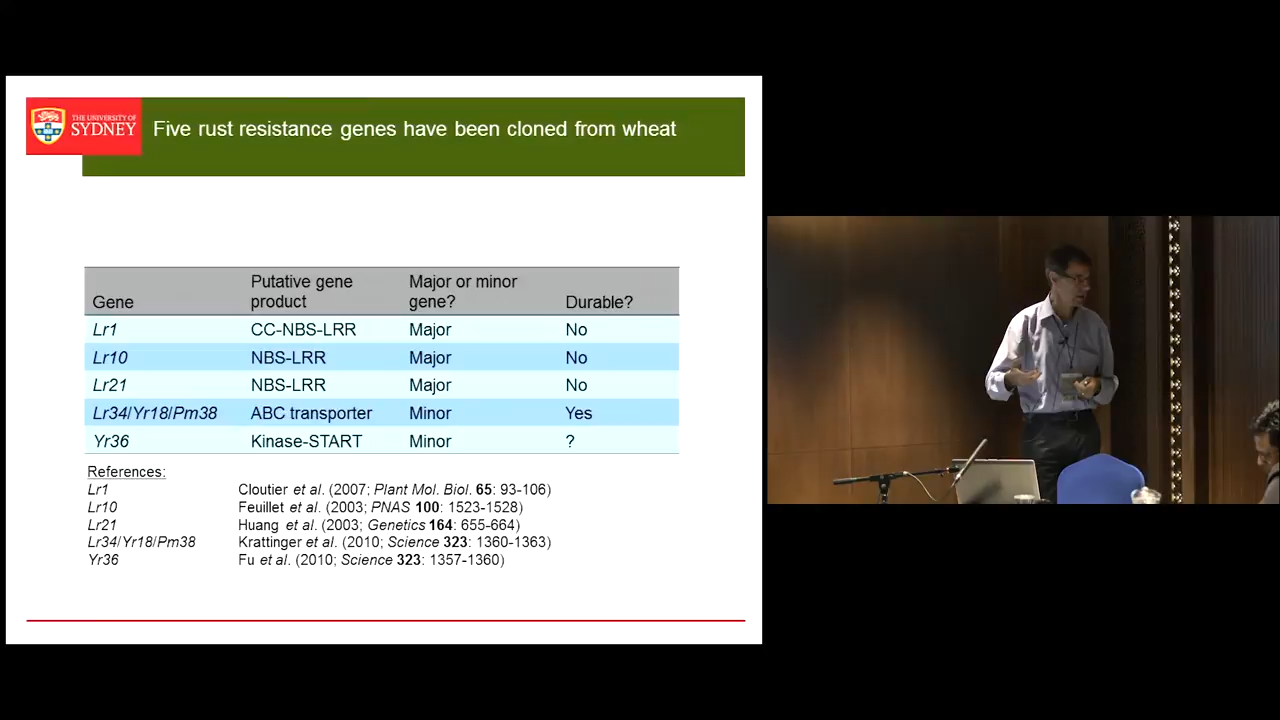 THE UNIVERSITY OF
SYDNEY
Five rust resistance genes have been cloned from wheat
Gene Putative gene product Major or minor gene? Durable?
Lr1 CC-NBS-LRR Major No
Lr10 NBS-LRR Major No
Lr21 NBS-LRR Major No
Lr34/Yr18/Pm38 ABC transporter Minor Yes
Yr36 Kinase-START Minor ?
References:
Lr1 Cloutier et al. (2007; Plant Mol. Biol. 65: 93-106)
Lr10 Feuillet et al. (2003; PNAS 100: 1523-1528)
Lr21 Huang et al. (2003; Genetics 164: 655-664)
Lr34/Yr18/Pm38 Krattinger et al. (2010; Science 323: 1360-1363)
Yr36 Fu et al. (2010; Science 323: 1357-1360)